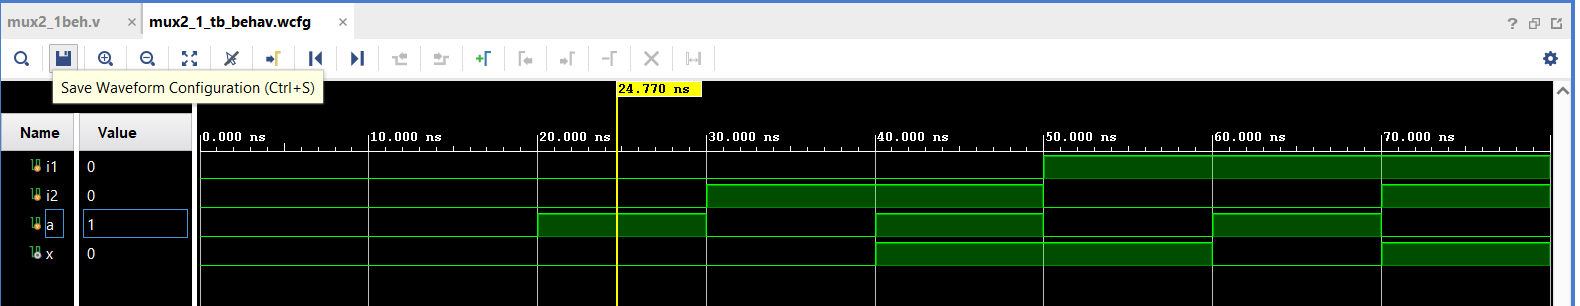 mux2_1beh.v × mux2_1_tb_behav.wcfg × ?
Save Waveform Configuration (Ctrl+S)
24.770 ns
Name Value
0.000 ns 10.000 ns 20.000 ns 30.000 ns 40.000 ns 50.000 ns 60.000 ns 70.000 ns
i1 0
i2 0
a 1
x 0